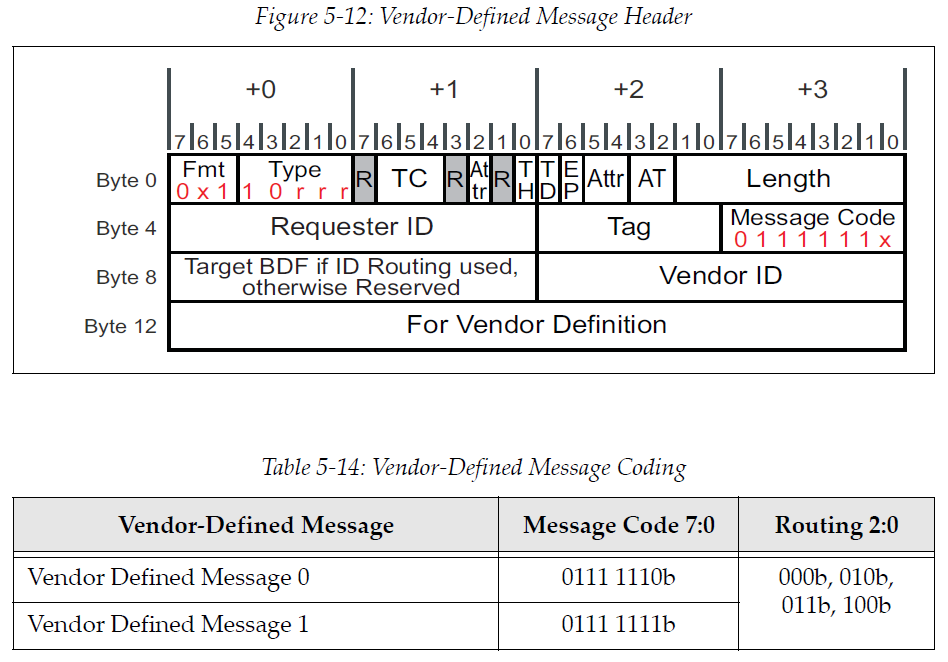 Figure 5-12: Vendor-Defined Message Header
+0 +1 +2 +3
7 6 5 4 3 2 1 0 7 6 5 4 3 2 1 0 7 6 5 4 3 2 1 0 7 6 5 4 3 2 1 0
Byte 0 Fmt 0 x 1 Type 1 0 r r r R TC R At tr R T H T D E P Attr AT Length
Byte 4 Requester ID Tag Message Code 0 1 1 1 1 1 1 x
Byte 8 Target BDF if ID Routing used, otherwise Reserved Vendor ID
Byte 12 For Vendor Definition
Table 5-14: Vendor-Defined Message Coding
Vendor-Defined Message Message Code 7:0 Routing 2:0
Vendor Defined Message 0 0111 1110b 000b, 010b,
011b, 100b
Vendor Defined Message 1 0111 1111b